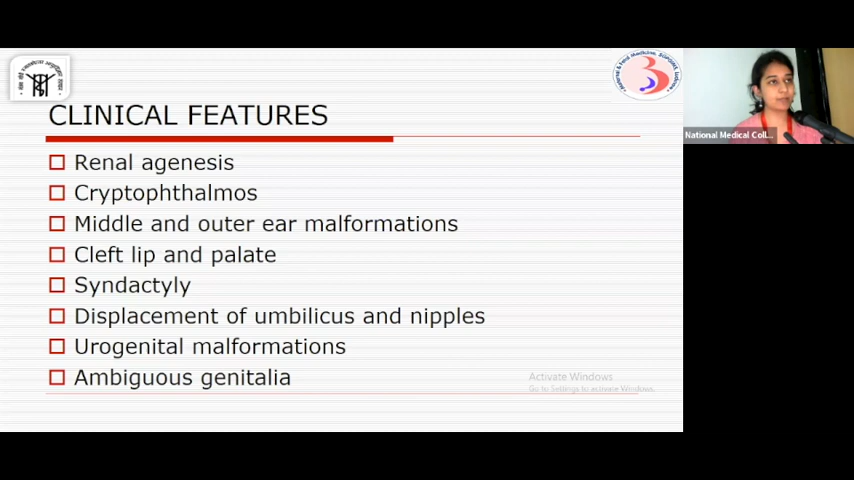 CLINICAL FEATURES
Renal agenesis
Cryptophthalmos
Middle and outer ear malformations
Cleft lip and palate
Syndactyly
Displacement of umbilicus and nipples
Urogenital malformations
Ambiguous genitalia
Activate Windows
Go to Settings to activate Windows.
National Medical Coll...